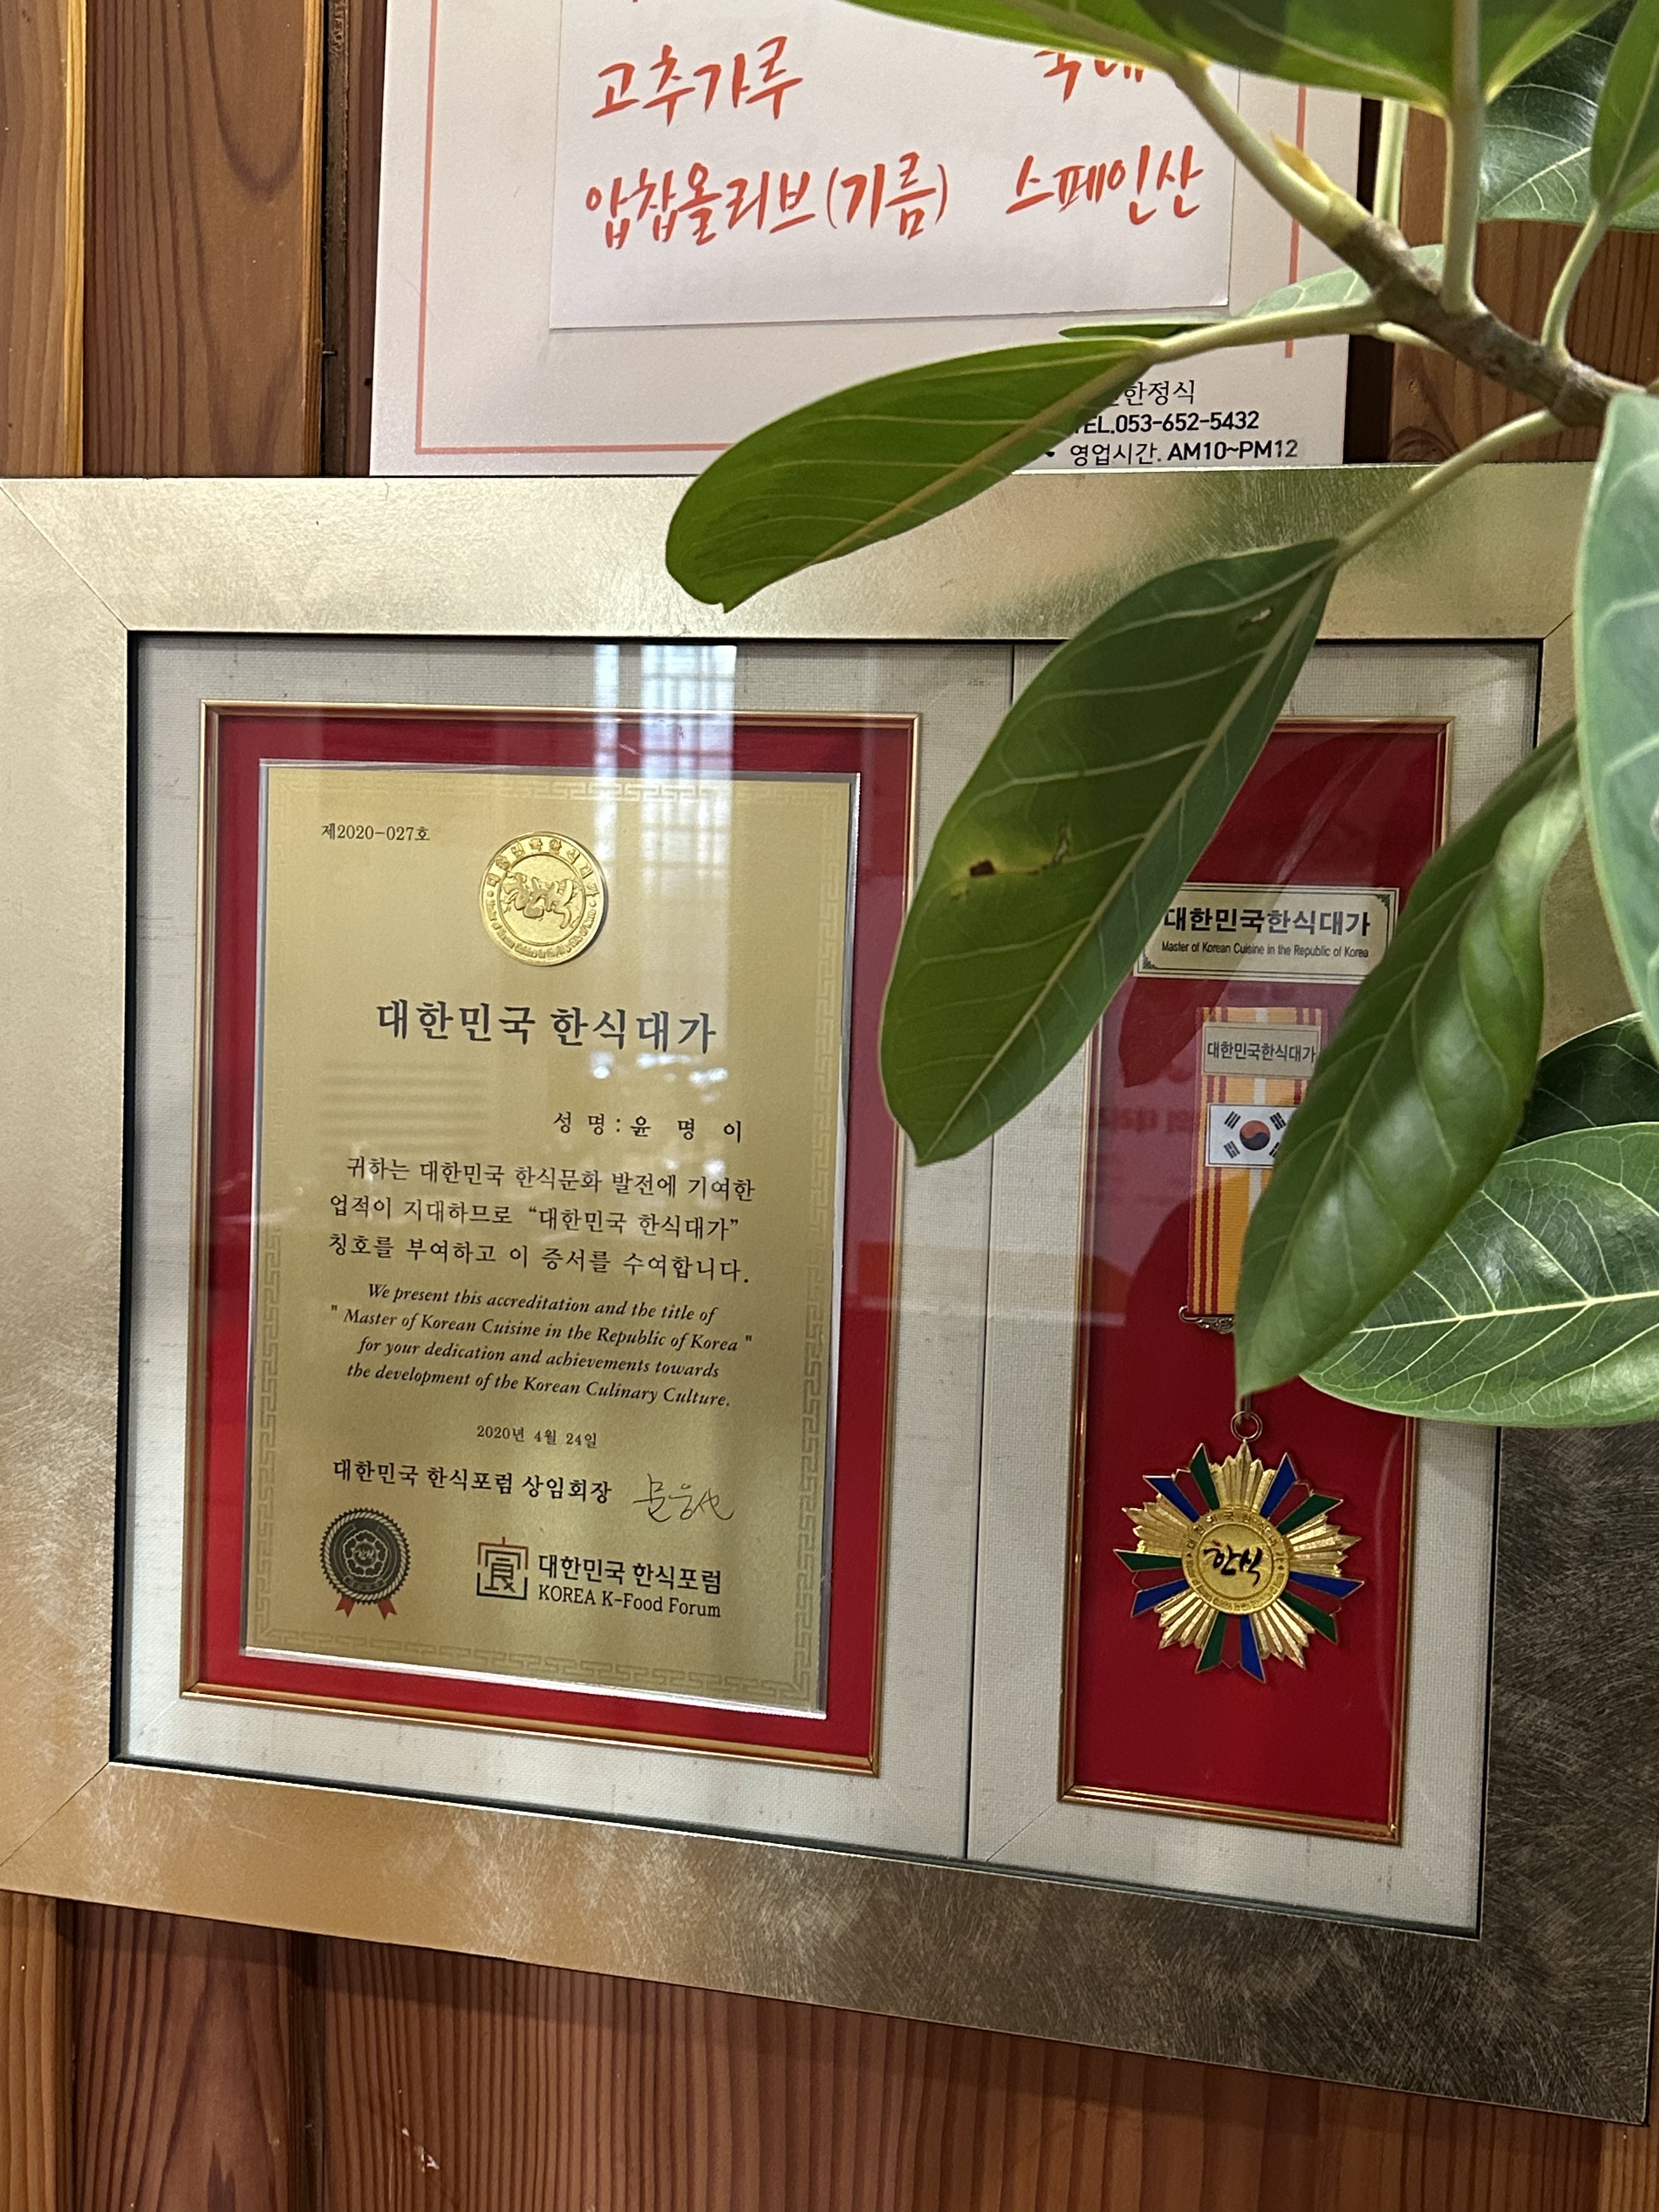 고추가루
압찹올리브(기름) 스페인산
한정식
TEL.053-652-5432
영업시간. AM10~PM12
제2020-027호
대한민국 한식대가
성 명 : 윤 명 이
귀하는 대한민국 한식문화 발전에 기여한
업적이 지대하므로 “대한민국 한식대가”
칭호를 부여하고 이 증서를 수여합니다.
We present this accreditation and the title of
" Master of Korean Cuisine in the Republic of Korea "
for your dedication and achievements towards
the development of the Korean Culinary Culture.
2020년 4월 24일
대한민국 한식포럼 상임회장
대한민국 한식포럼
KOREA K-Food Forum
대한민국한식대가
Master of Korean Cuisine in the Republic of Korea
대한민국한식대가
한식